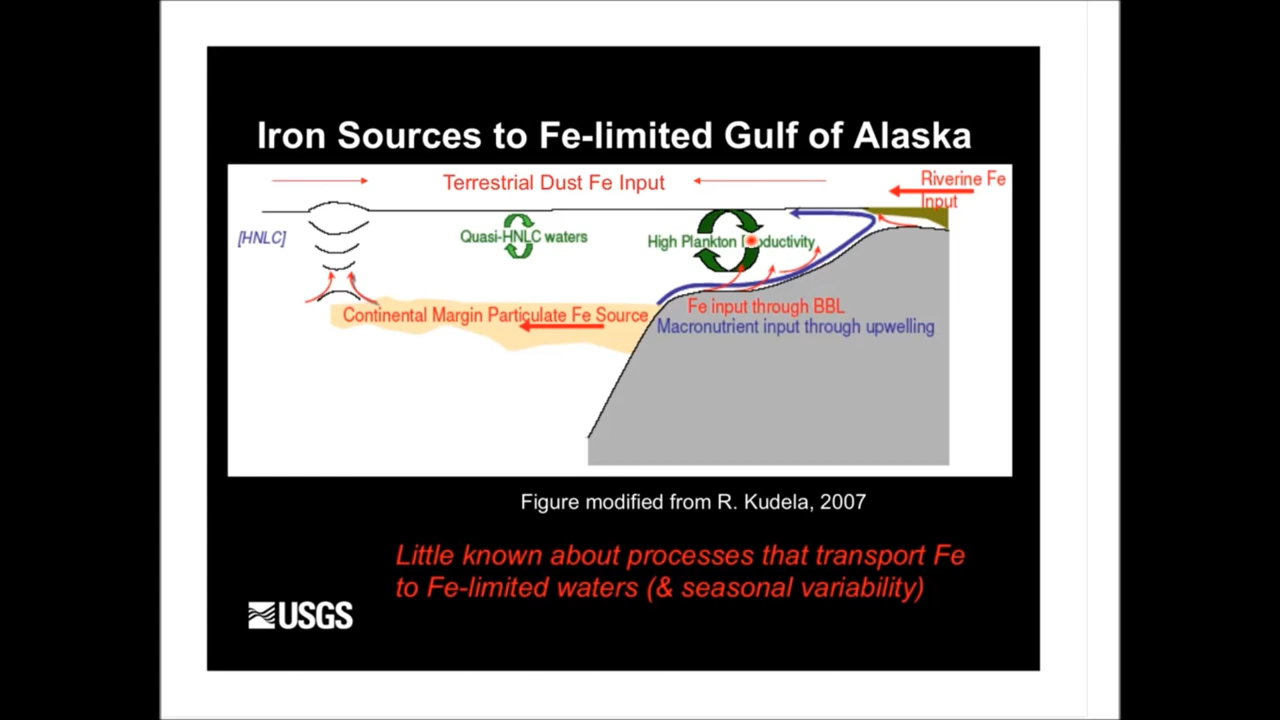 Iron Sources to Fe-limited Gulf of Alaska
Terrestrial Dust Fe Input
Riverine Fe
Input
[HNLC]
Quasi-HNLC waters
High Plankton
Continental Margin Particulate Fe Source
Fe input through BBL
Macronutrient input through upwelling
Figure modified from R. Kudela, 2007
Little known about processes that transport Fe
to Fe-limited waters (& seasonal variability)
USGS